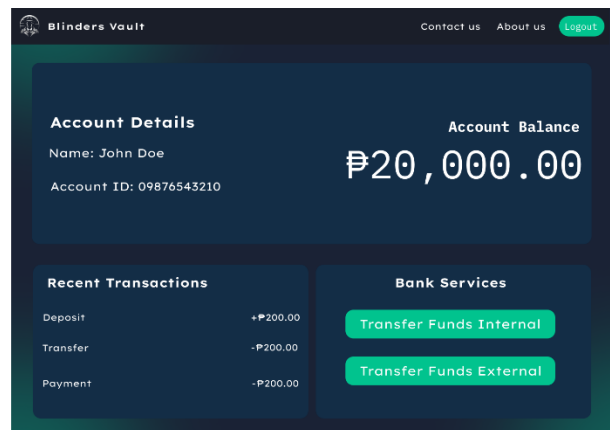 Blinders Vault
Contact us About us Logout
Account Details
Name: John Doe
Account ID: 09876543210
Account Balance
₱20,000.00
Recent Transactions
Deposit +₱200.00
Transfer -₱200.00
Payment -₱200.00
Bank Services
Transfer Funds Internal
Transfer Funds External